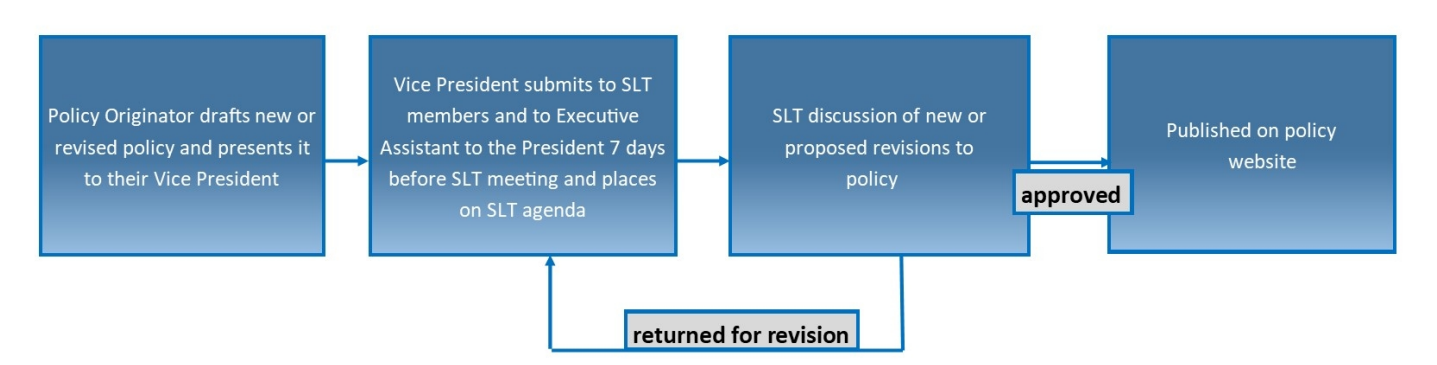 Policy Originator drafts new or
revised policy and presents it
to their Vice President
Vice President submits to SLT
members and to Executive
Assistant to the President 7 days
before SLT meeting and places
on SLT agenda
SLT discussion of new or
proposed revisions to
policy
approved
Published on policy
website
returned for revision